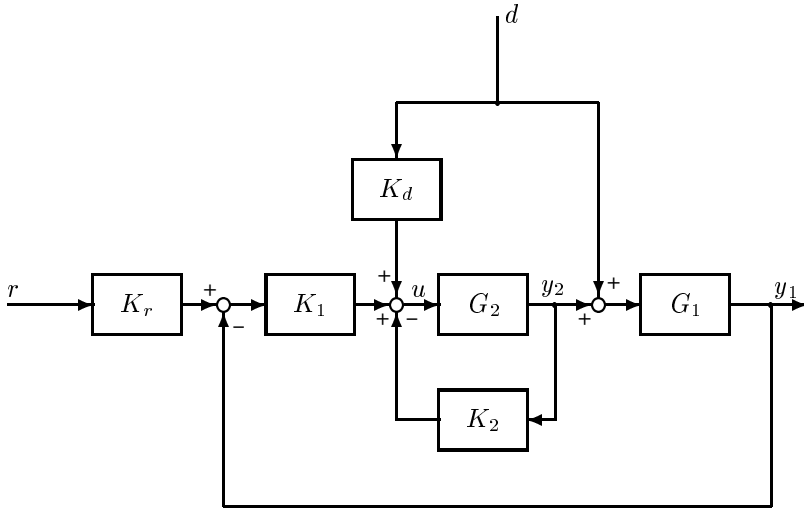 d
K_d
+
r
K_r
+
-
K_1
+
-
u
G_2
y_2
+
+
G_1
y_1
K_2